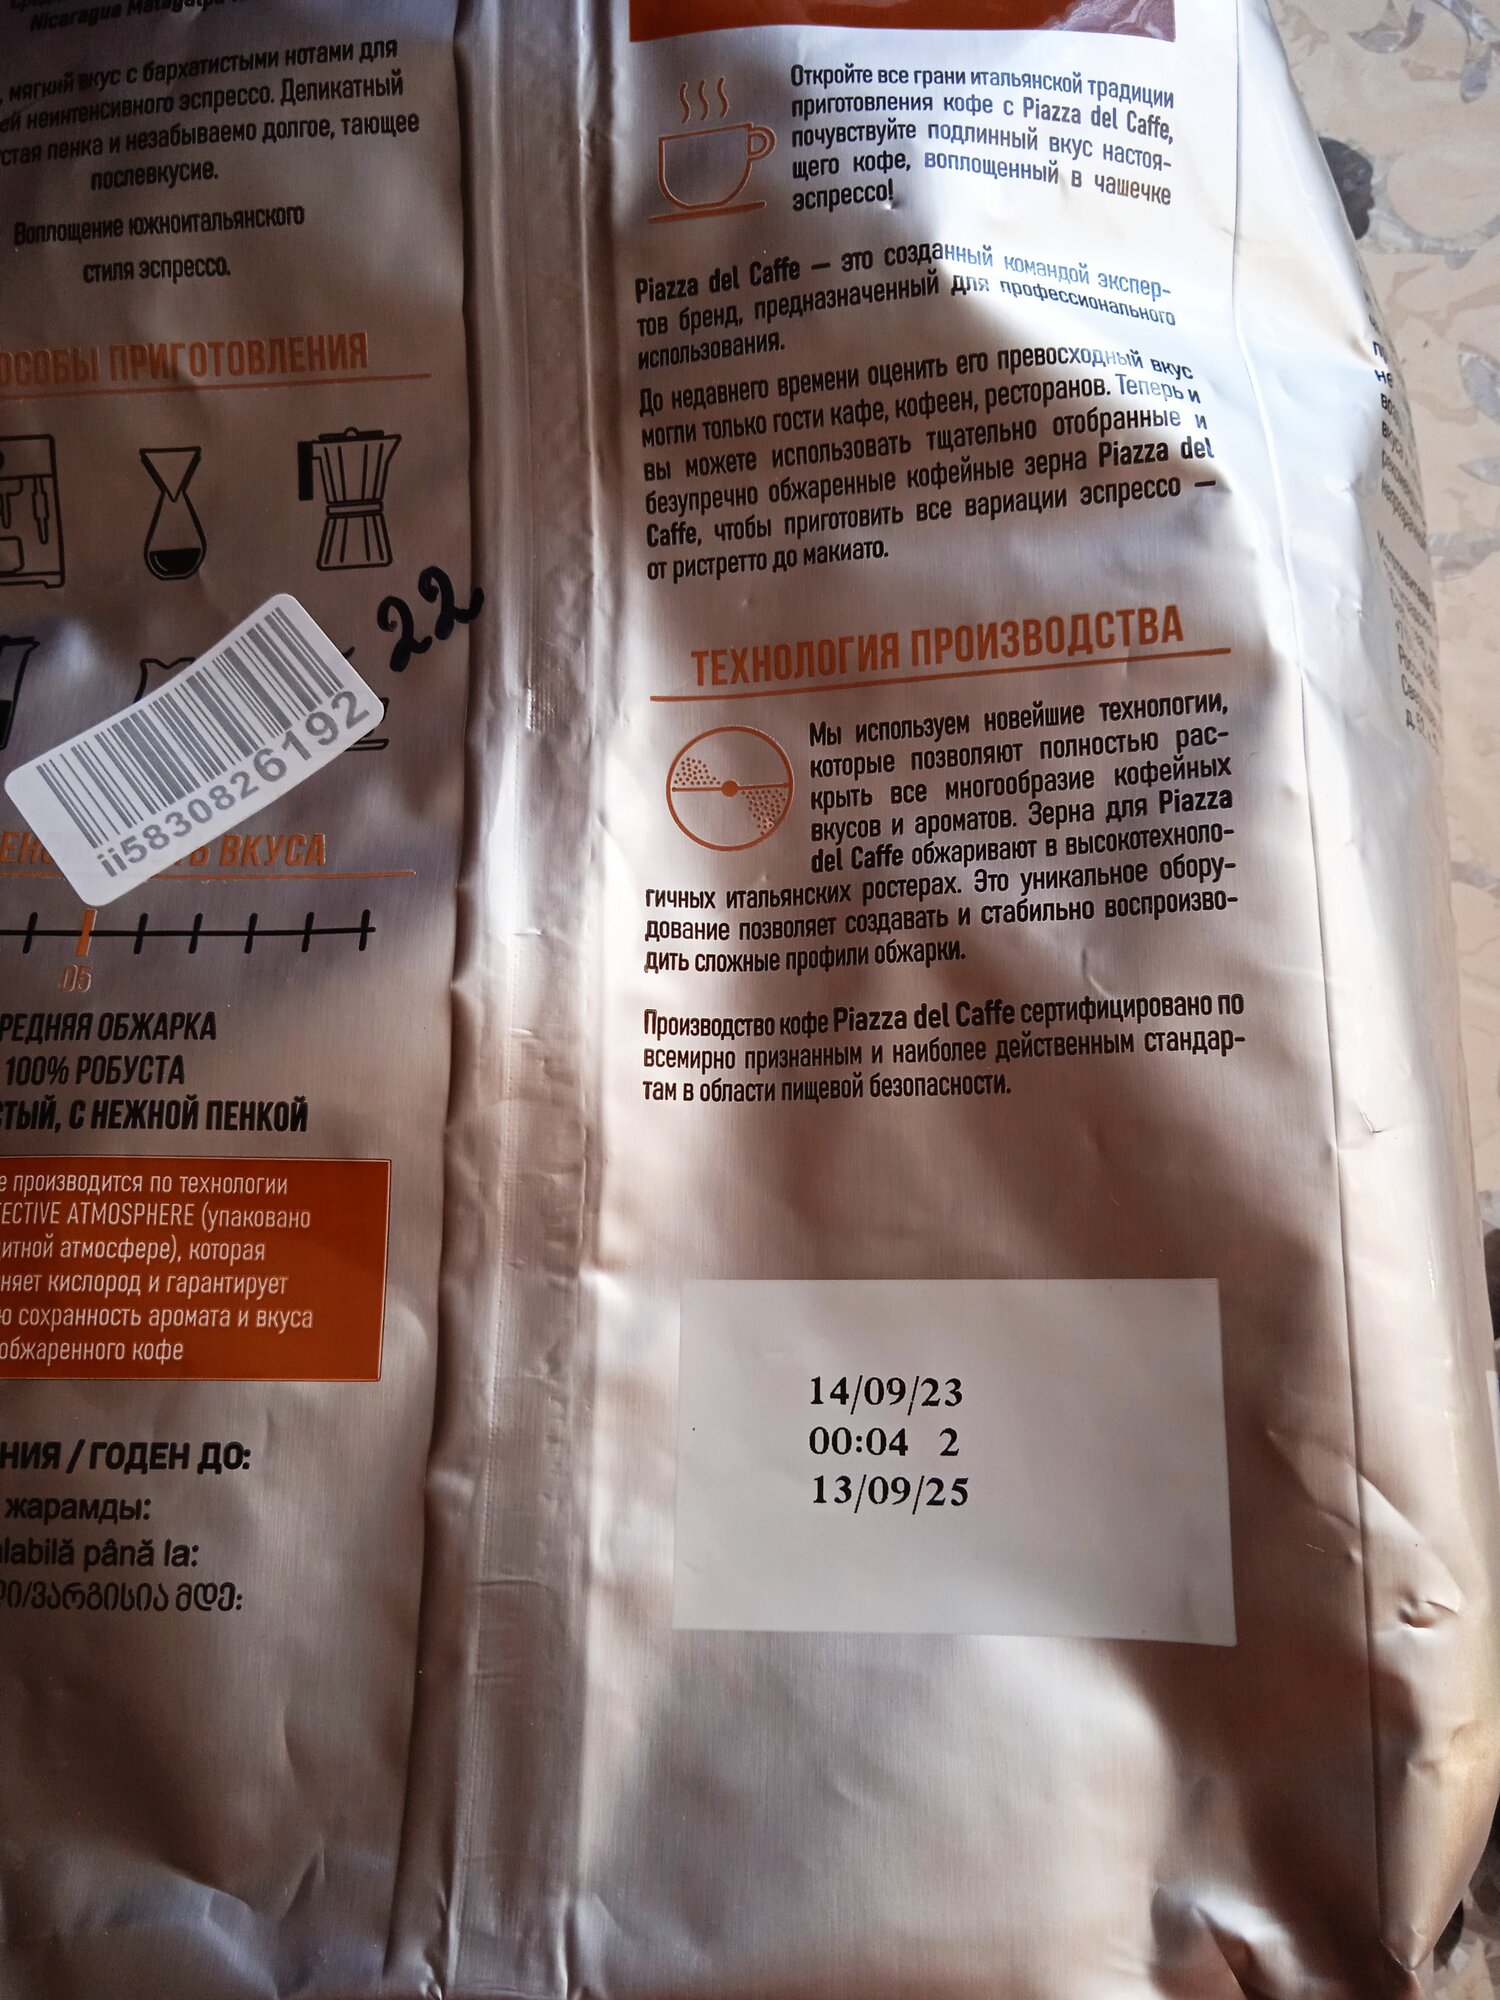 Nicaragua
мягкий вкус с бархатистыми нотами для
неинтенсивного эспрессо. Деликатный
пенка и незабываемо долгое, тающее
послевкусие.
Воплощение южноитальянского
стиля эспрессо.
ПРИГОТОВЛЕНИЯ
22
ii5830826192
ВКУСА
05
ОБЖАРКА
100% РОБУСТА
С НЕЖНОЙ ПЕНКОЙ
производится по технологии
ATMOSPHERE (упаковано
атмосфере), которая
кислород и гарантирует
сохранность аромата и вкуса
обжаренного кофе
/ ГОДЕН ДО:
жарамды:
până la:
მდე:
Откройте все грани итальянской традиции
приготовления кофе с Piazza del Caffe,
почувствуйте подлинный вкус настоя-
щего кофе, воплощенный в чашечке
эспрессо!
Piazza del Caffe — это созданный командой экспер-
тов бренд, предназначенный для профессионального
использования.
До недавнего времени оценить его превосходный вкус
могли только гости кафе, кофеен, ресторанов. Теперь и
вы можете использовать тщательно отобранные и
безупречно обжаренные кофейные зерна Piazza del
Caffe, чтобы приготовить все вариации эспрессо —
от ристретто до макиато.
ТЕХНОЛОГИЯ ПРОИЗВОДСТВА
Мы используем новейшие технологии,
которые позволяют полностью рас-
крыть все многообразие кофейных
вкусов и ароматов. Зерна для Piazza
del Caffe обжаривают в высокотехноло-
гичных итальянских ростерах. Это уникальное обору-
дование позволяет создавать и стабильно воспроизво-
дить сложные профили обжарки.
Производство кофе Piazza del Caffe сертифицировано по
всемирно признанным и наиболее действенным стандар-
там в области пищевой безопасности.
14/09/23
00:04 2
13/09/25